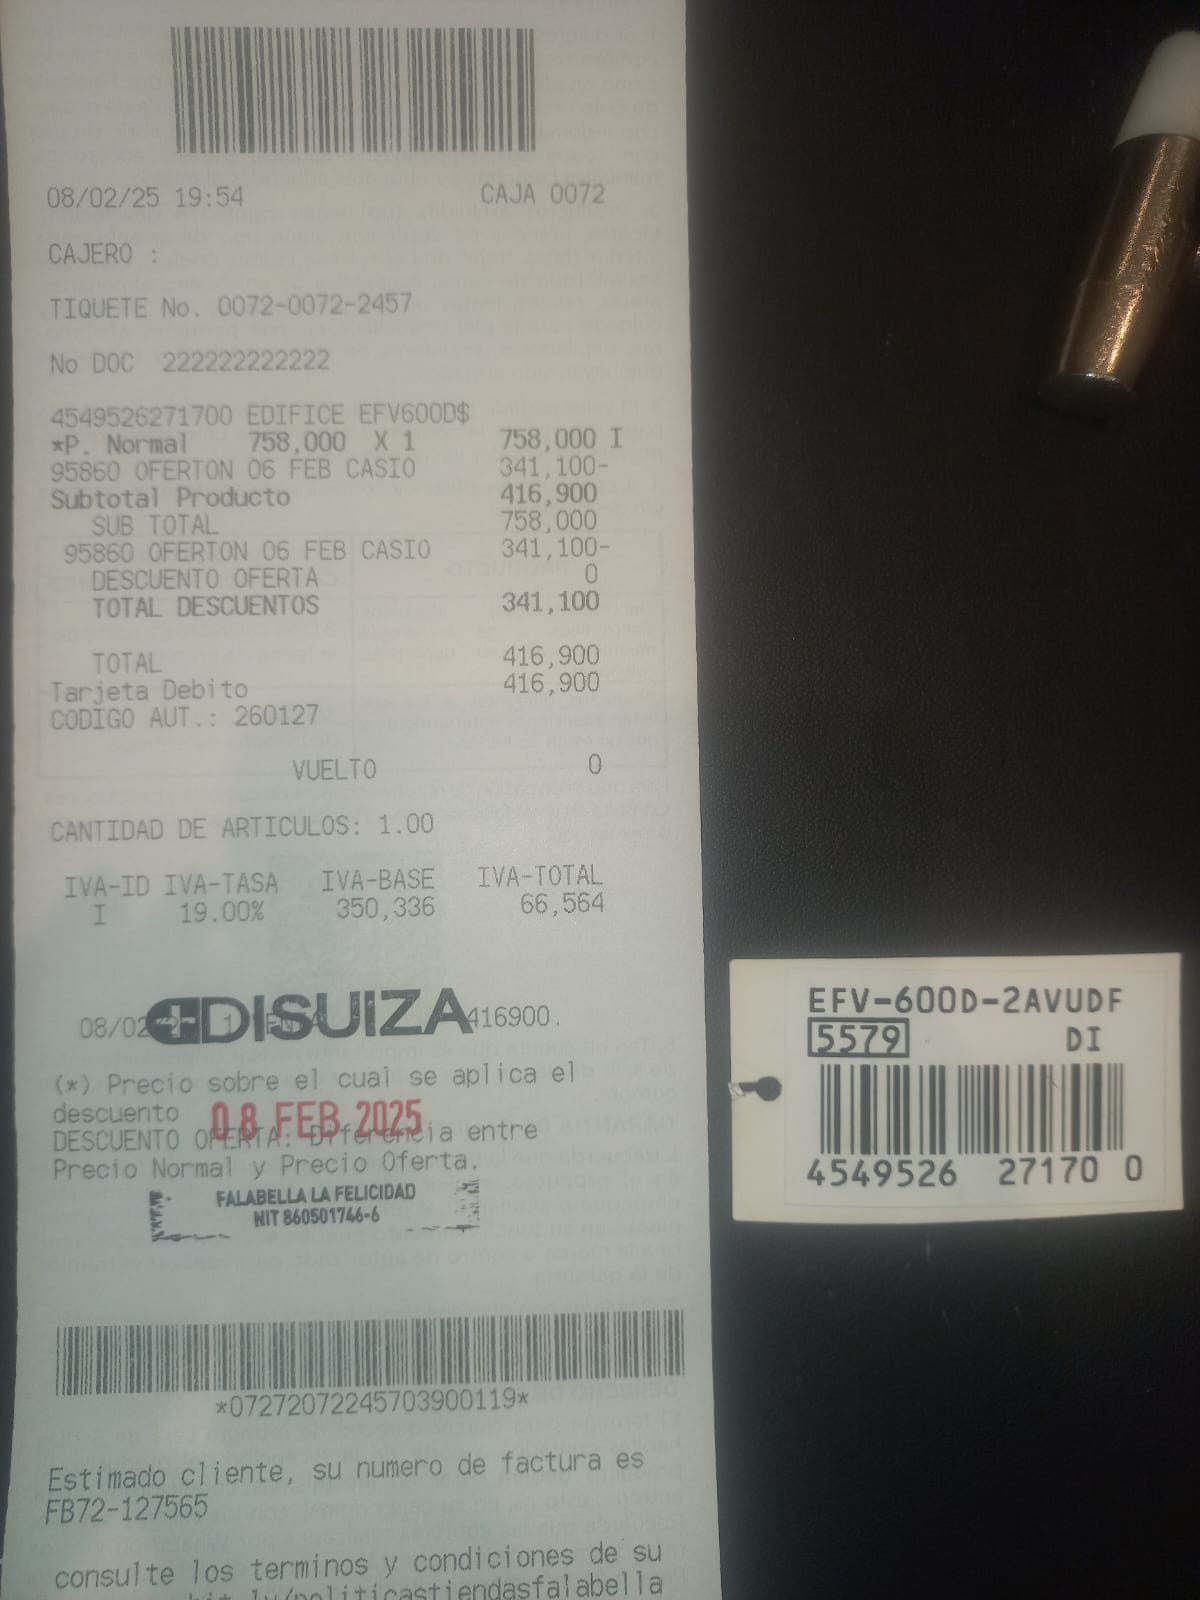 08/02/25 19:54 CAJA 0072
CAJERO :
TIQUETE No. 0072-0072-2457
No DOC 222222222222
4549526271700 EDIFICE EFV600D$
*P. Normal 758,000 X 1 758,000 I
95860 OFERTON 06 FEB CASIO 341,100-
Subtotal Producto 416,900
SUB TOTAL 758,000
95860 OFERTON 06 FEB CASIO 341,100-
DESCUENTO OFERTA 0
TOTAL DESCUENTOS 341,100
TOTAL 416,900
Tarjeta Debito 416,900
CODIGO AUT.: 260127
VUELTO 0
CANTIDAD DE ARTICULOS: 1.00
IVA-ID IVA-TASA IVA-BASE IVA-TOTAL
I 19.00% 350,336 66,564
DISUIZA
08/02 416900.
(*) Precio sobre el cual se aplica el
descuento
08 FEB 2025
DESCUENTO OFERTA: Diferencia entre
Precio Normal y Precio Oferta.
FALABELLA LA FELICIDAD
NIT 860501746-6
*07272072245703900119*
Estimado cliente, su numero de factura es
FB72-127565
consulte los terminos y condiciones de su
bit.ly/politicastiendasfalabella
EFV-600D-2AVUDF
5579 DI
4549526 27170 0